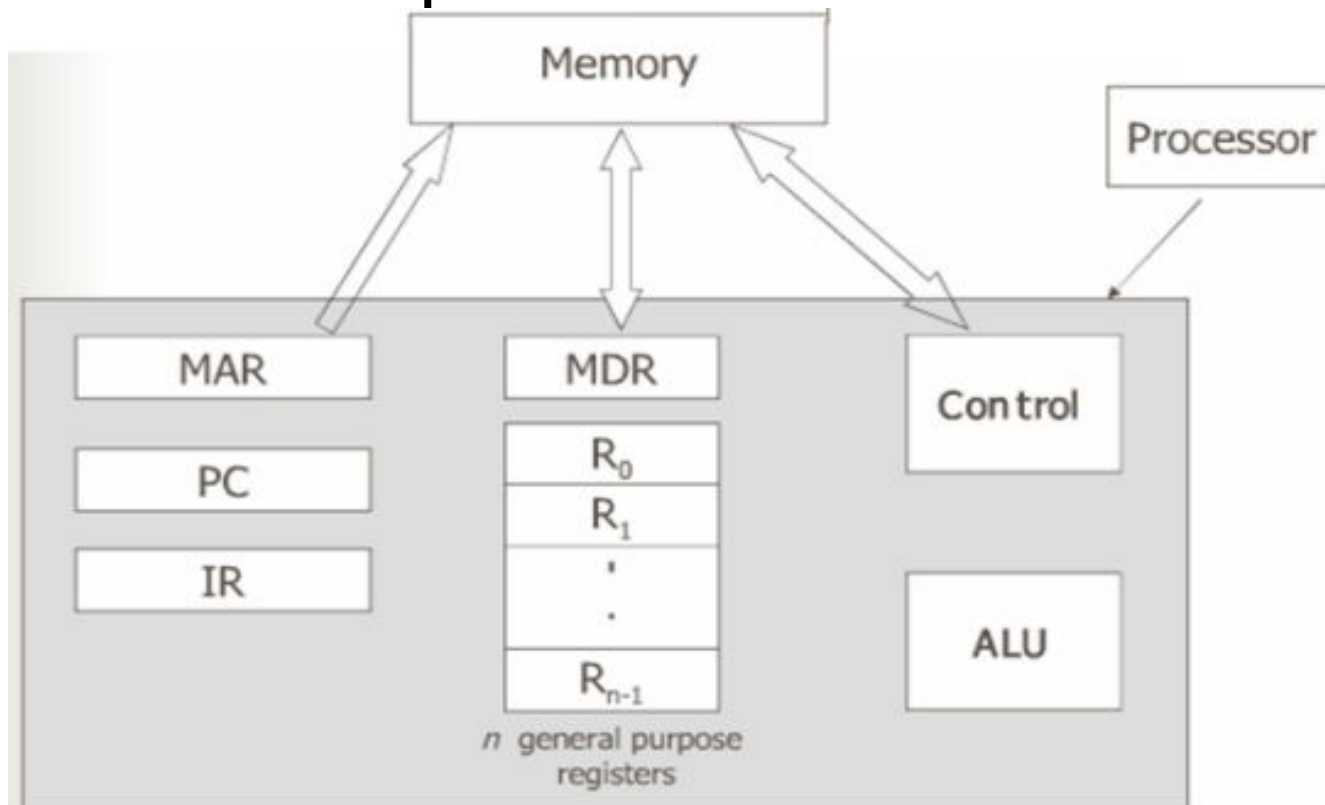 Memory
Processor
MAR
MDR
Control
PC
R₀
R₁
IR
ALU
Rₙ₋₁
n general purpose
registers